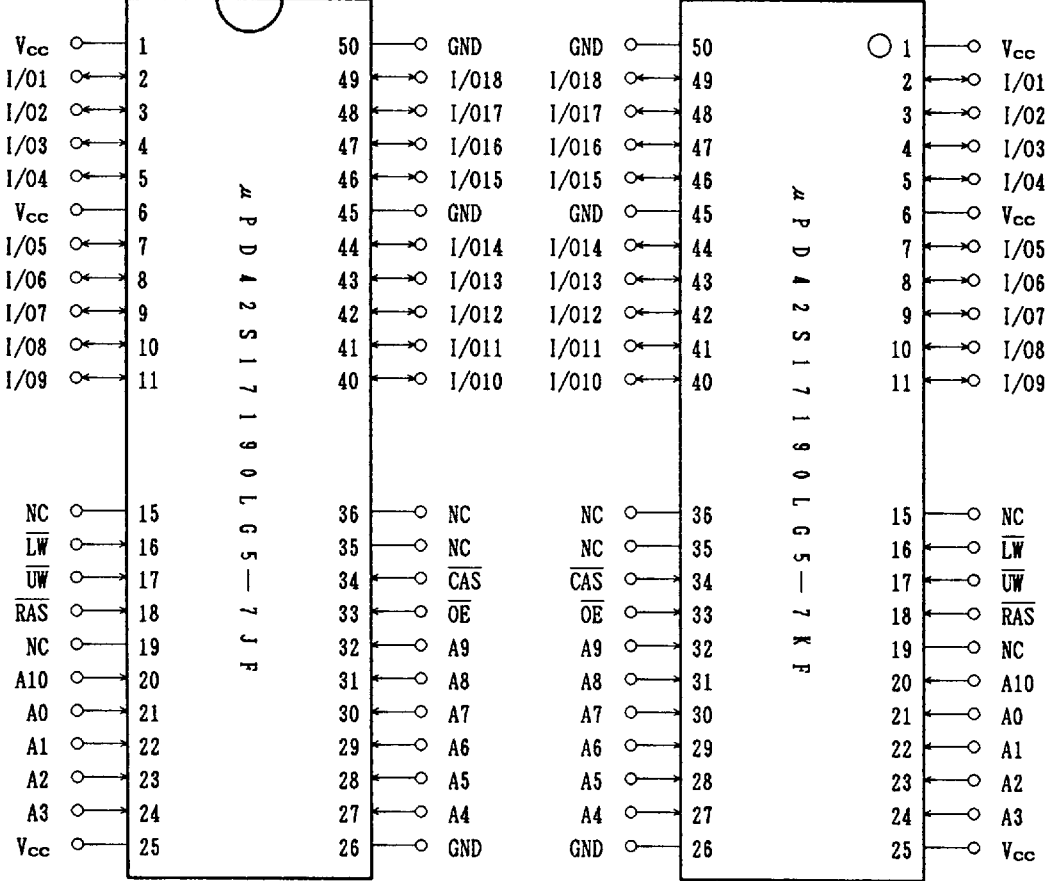 Vcc 1 50 GND GND 50 1 Vcc
I/O1 2 49 I/O18 I/O18 49 2 I/O1
I/O2 3 48 I/O17 I/O17 48 3 I/O2
I/O3 4 47 I/O16 I/O16 47 4 I/O3
I/O4 5 46 I/O15 I/O15 46 5 I/O4
Vcc 6 45 GND GND 45 6 Vcc
I/O5 7 44 I/O14 I/O14 44 7 I/O5
I/O6 8 43 I/O13 I/O13 43 8 I/O6
I/O7 9 42 I/O12 I/O12 42 9 I/O7
I/O8 10 41 I/O11 I/O11 41 10 I/O8
I/O9 11 40 I/O10 I/O10 40 11 I/O9
NC 15 36 NC NC 36 15 NC
LW 16 35 NC NC 35 16 LW
UW 17 34 CAS CAS 34 17 UW
RAS 18 33 OE OE 33 18 RAS
NC 19 32 A9 A9 32 19 NC
A10 20 31 A8 A8 31 20 A10
A0 21 30 A7 A7 30 21 A0
A1 22 29 A6 A6 29 22 A1
A2 23 28 A5 A5 28 23 A2
A3 24 27 A4 A4 27 24 A3
Vcc 25 26 GND GND 26 25 Vcc
μPD42S17190LG5-7JF
μPD42S17190LG5-7KF